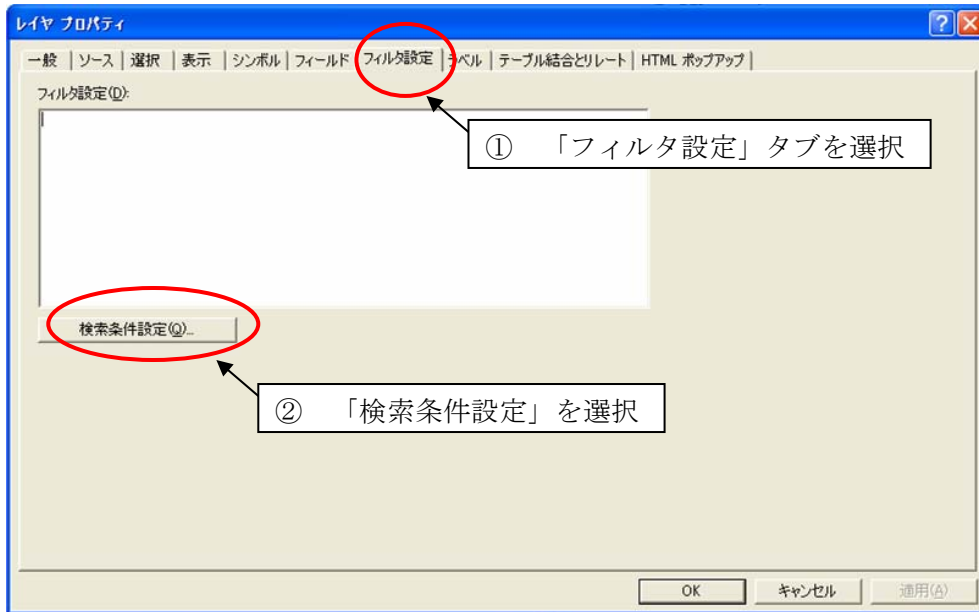 レイヤ プロパティ
一般 ソース 選択 表示 シンボル フィールド フィルタ設定 ラベル テーブル結合とリレート HTML ポップアップ
フィルタ設定(D):
① 「フィルタ設定」タブを選択
検索条件設定(Q)...
② 「検索条件設定」を選択
OK キャンセル 適用(A)